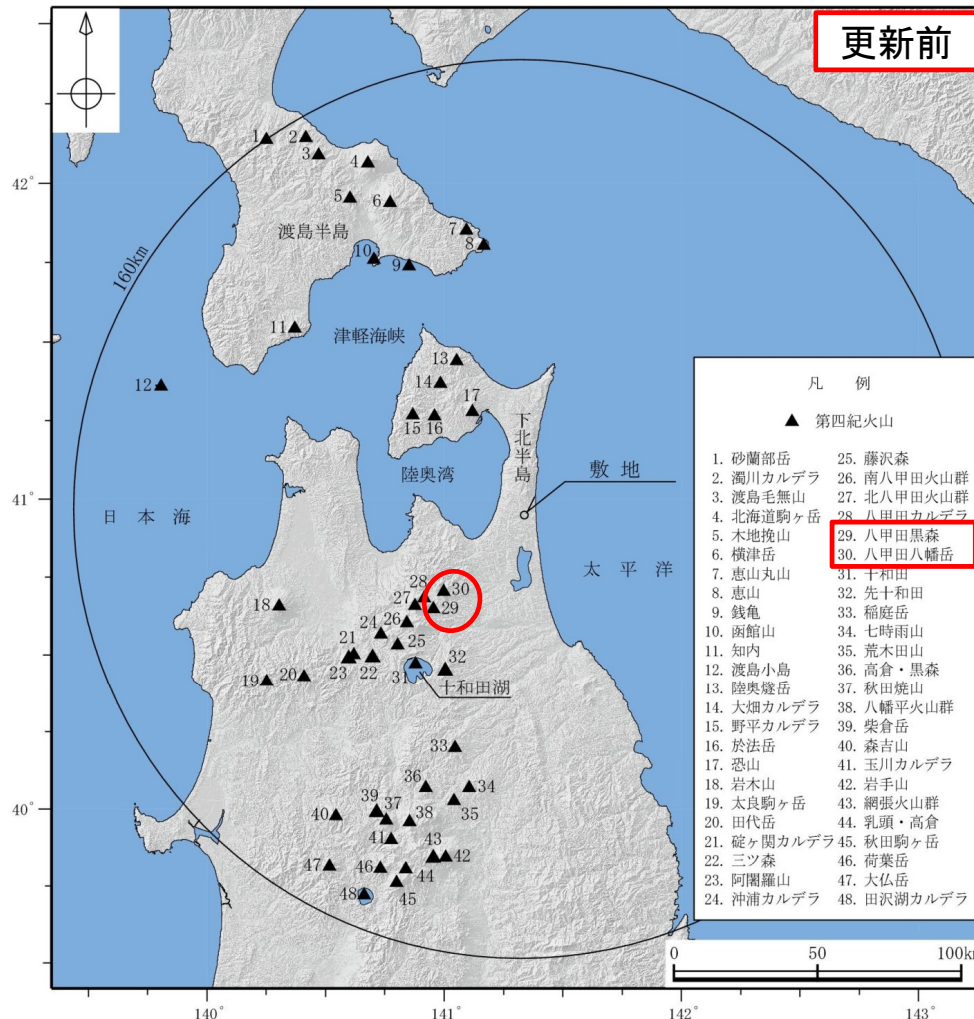 更新前
1
2
3
4
42°
5
6
渡島半島
7
8
10
9
160km
11
津軽海峡
12
13
14
17
15
16
下北半島
陸奥湾
敷地
41°
日本海
太平洋
28
30
27
29
18
26
24
25
21
23
22
32
31
20
19
十和田湖
33
36
34
39
37
35
40°
40
38
41
43
42
47
46
44
48
45
凡 例
▲ 第四紀火山
1. 砂蘭部岳
2. 濁川カルデラ
3. 渡島毛無山
4. 北海道駒ヶ岳
5. 木地挽山
6. 横津岳
7. 恵山丸山
8. 恵山
9. 銭亀
10. 函館山
11. 知内
12. 渡島小島
13. 陸奥燧岳
14. 大畑カルデラ
15. 野平カルデラ
16. 於法岳
17. 恐山
18. 岩木山
19. 太良駒ヶ岳
20. 田代岳
21. 碇ヶ関カルデラ
22. 三ツ森
23. 阿闍羅山
24. 沖浦カルデラ
25. 藤沢森
26. 南八甲田火山群
27. 北八甲田火山群
28. 八甲田カルデラ
29. 八甲田黒森
30. 八甲田八幡岳
31. 十和田
32. 先十和田
33. 稲庭岳
34. 七時雨山
35. 荒木田山
36. 高倉・黒森
37. 秋田焼山
38. 八幡平火山群
39. 柴倉岳
40. 森吉山
41. 玉川カルデラ
42. 岩手山
43. 網張火山群
44. 乳頭・高倉
45. 秋田駒ヶ岳
46. 荷葉岳
47. 大仏岳
48. 田沢湖カルデラ
0 50 100km
140° 141° 142° 143°